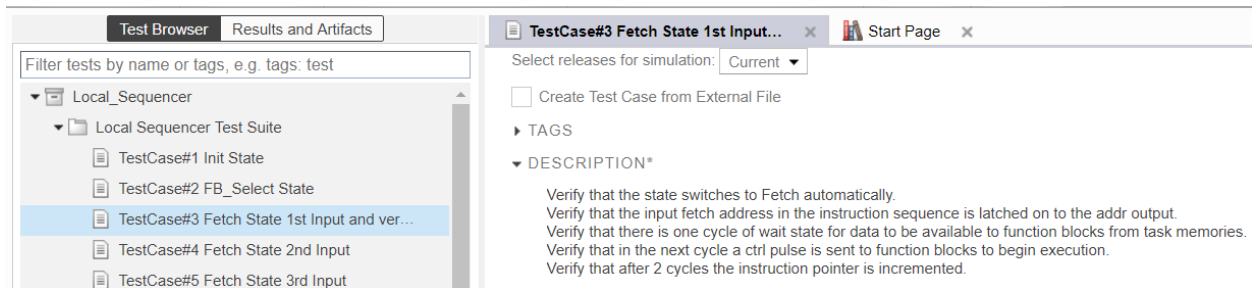 Test Browser Results and Artifacts
Filter tests by name or tags, e.g. tags: test
Local_Sequencer
Local Sequencer Test Suite
TestCase#1 Init State
TestCase#2 FB_Select State
TestCase#3 Fetch State 1st Input and ver...
TestCase#4 Fetch State 2nd Input
TestCase#5 Fetch State 3rd Input
TestCase#3 Fetch State 1st Input... Start Page
Select releases for simulation: Current
Create Test Case from External File
TAGS
DESCRIPTION*
Verify that the state switches to Fetch automatically.
Verify that the input fetch address in the instruction sequence is latched on to the addr output.
Verify that there is one cycle of wait state for data to be available to function blocks from task memories.
Verify that in the next cycle a ctrl pulse is sent to function blocks to begin execution.
Verify that after 2 cycles the instruction pointer is incremented.